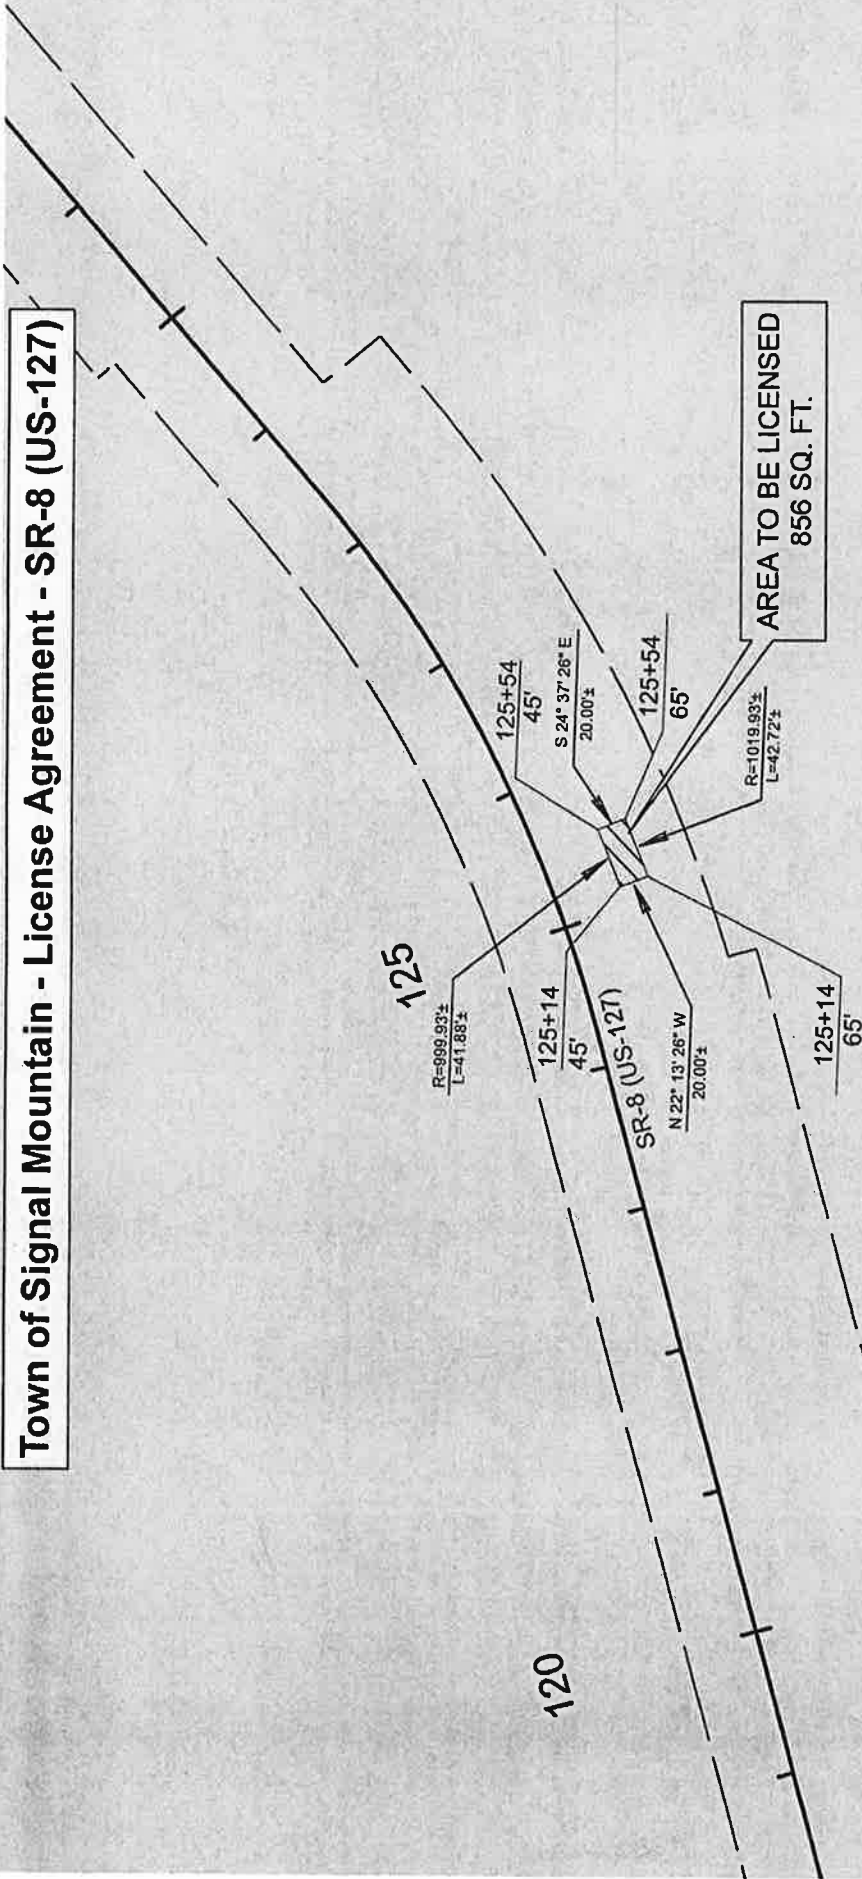 Town of Signal Mountain - License Agreement - SR-8 (US-127)
120
125
R=999.93'±
L=41.88'±
125+14
45'
SR-8 (US-127)
N 22° 13' 26" W
20.00'±
125+14
65'
125+54
45'
S 24° 37' 26" E
20.00'±
125+54
65'
R=1019.93'±
L=42.72'±
AREA TO BE LICENSED
856 SQ. FT.